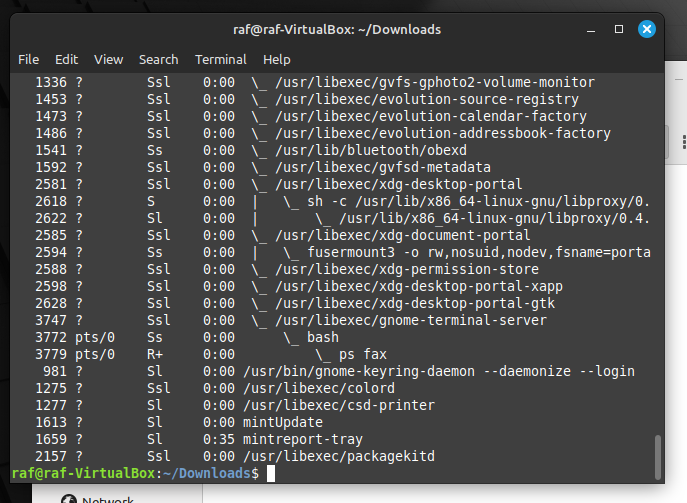 raf@raf-VirtualBox: ~/Downloads
File Edit View Search Terminal Help
1336 ? Ssl 0:00 \_ /usr/libexec/gvfs-gphoto2-volume-monitor
1453 ? Ssl 0:00 \_ /usr/libexec/evolution-source-registry
1473 ? Ssl 0:00 \_ /usr/libexec/evolution-calendar-factory
1486 ? Ssl 0:00 \_ /usr/libexec/evolution-addressbook-factory
1541 ? Ss 0:00 \_ /usr/lib/bluetooth/obexd
1592 ? Ssl 0:00 \_ /usr/libexec/gvfsd-metadata
2581 ? Ssl 0:00 \_ /usr/libexec/xdg-desktop-portal
2618 ? S 0:00 | \_ sh -c /usr/lib/x86_64-linux-gnu/libproxy/0.
2622 ? Sl 0:00 | \_ /usr/lib/x86_64-linux-gnu/libproxy/0.4.
2585 ? Ssl 0:00 \_ /usr/libexec/xdg-document-portal
2594 ? Ss 0:00 | \_ fusermount3 -o rw,nosuid,nodev,fsname=porta
2588 ? Ssl 0:00 \_ /usr/libexec/xdg-permission-store
2598 ? Ssl 0:00 \_ /usr/libexec/xdg-desktop-portal-xapp
2628 ? Ssl 0:00 \_ /usr/libexec/xdg-desktop-portal-gtk
3747 ? Ssl 0:00 \_ /usr/libexec/gnome-terminal-server
3772 pts/0 Ss 0:00 \_ bash
3779 pts/0 R+ 0:00 \_ ps fax
981 ? Sl 0:00 /usr/bin/gnome-keyring-daemon --daemonize --login
1275 ? Ssl 0:00 /usr/libexec/colord
1277 ? Sl 0:00 /usr/libexec/csd-printer
1613 ? Sl 0:00 mintUpdate
1659 ? Sl 0:35 mintreport-tray
2157 ? Ssl 0:00 /usr/libexec/packagekitd
raf@raf-VirtualBox:~/Downloads$
Network